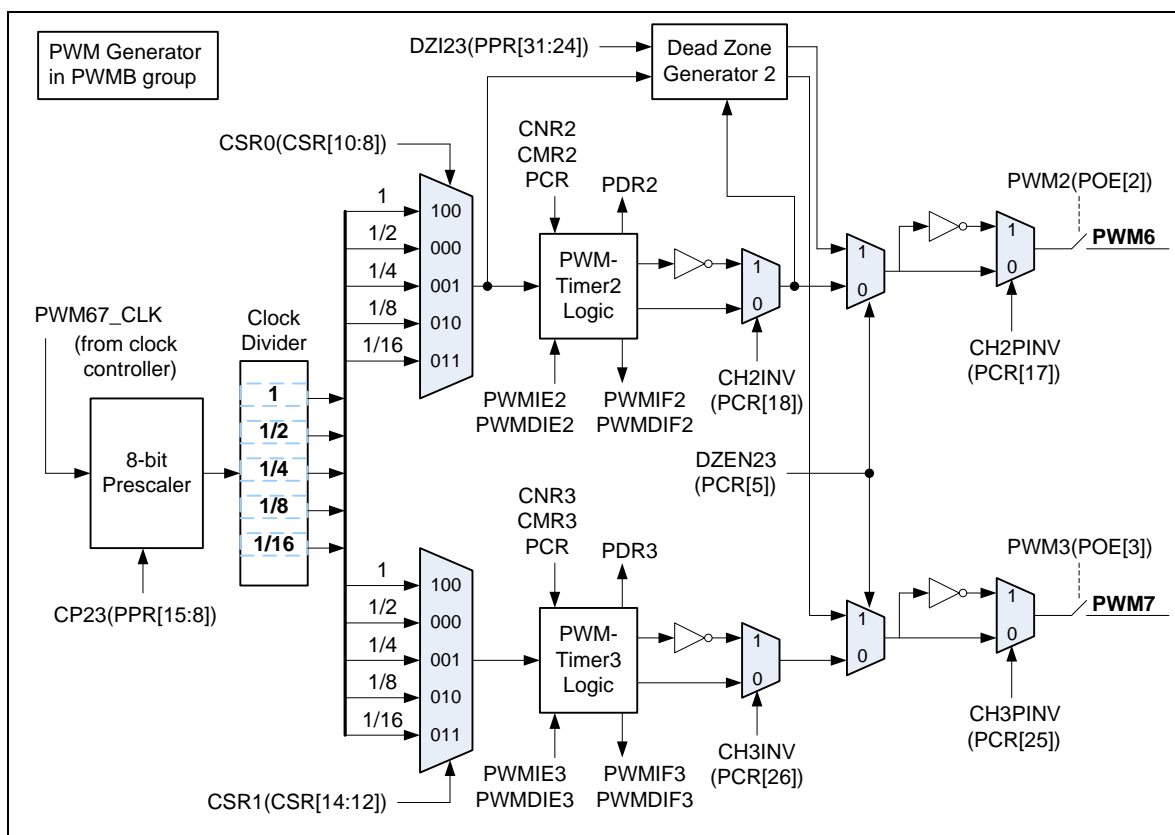 PWM Generator
in PWMB group
DZI23(PPR[31:24])
Dead Zone
Generator 2
CSR0(CSR[10:8])
CNR2
CMR2
PCR
PDR2
PWM2(POE[2])
1
1/2
1/4
1/8
1/16
100
000
001
010
011
PWM-
Timer2
Logic
1
0
1
0
1
0
PWM6
PWM67_CLK
(from clock
controller)
Clock
Divider
PWMIE2
PWMDIE2
PWMIF2
PWMDIF2
CH2INV
(PCR[18])
CH2PINV
(PCR[17])
8-bit
Prescaler
1
1/2
1/4
1/8
1/16
DZEN23
(PCR[5])
CP23(PPR[15:8])
CNR3
CMR3
PCR
PDR3
PWM3(POE[3])
1
1/2
1/4
1/8
1/16
100
000
001
010
011
PWM-
Timer3
Logic
1
0
1
0
1
0
PWM7
CSR1(CSR[14:12])
PWMIE3
PWMDIE3
PWMIF3
PWMDIF3
CH3INV
(PCR[26])
CH3PINV
(PCR[25])